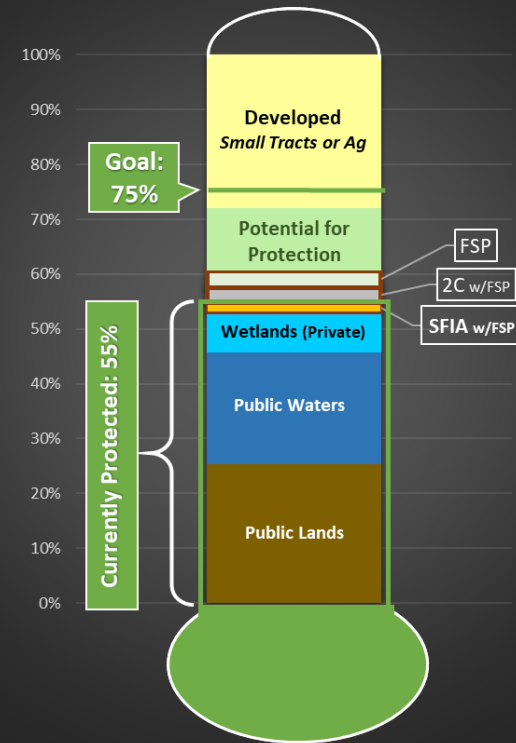 100%
90%
80%
70%
60%
50%
40%
30%
20%
10%
0%
Goal:
75%
Currently Protected: 55%
Developed
Small Tracts or Ag
Potential for
Protection
Wetlands (Private)
Public Waters
Public Lands
FSP
2C w/FSP
SFIA w/FSP